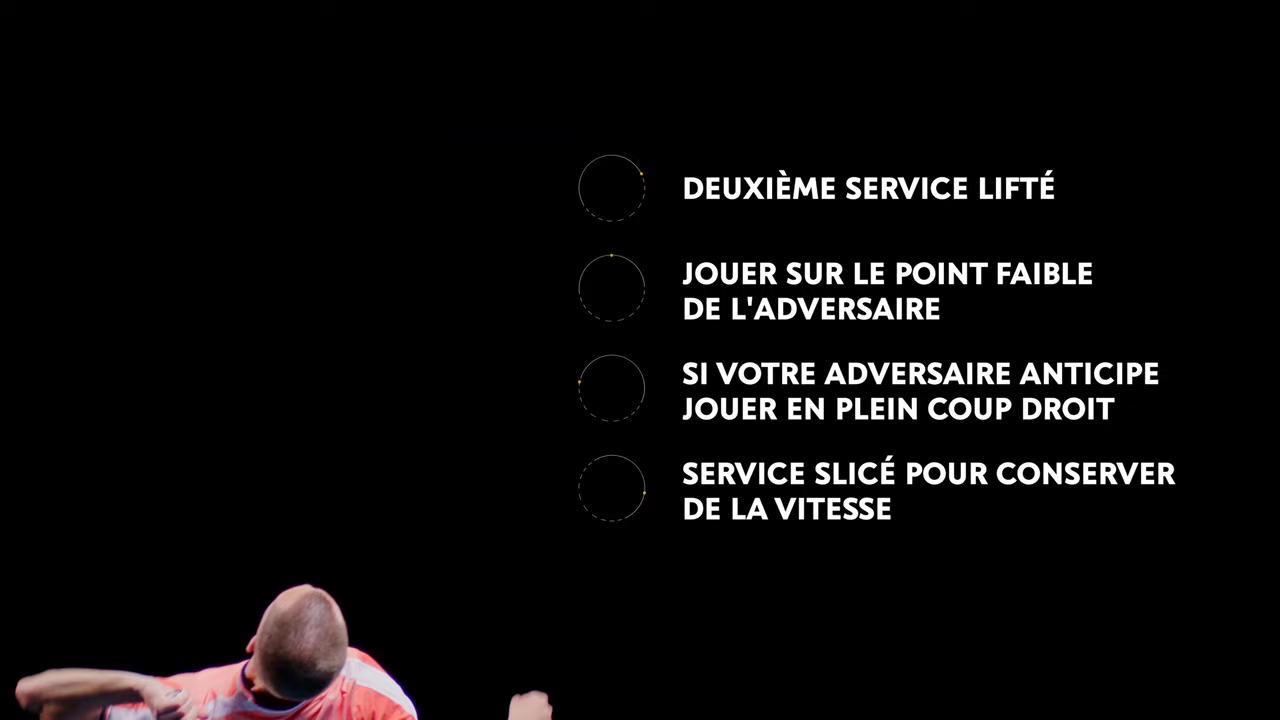 DEUXIÈME SERVICE LIFTÉ
JOUER SUR LE POINT FAIBLE
DE L'ADVERSAIRE
SI VOTRE ADVERSAIRE ANTICIPE
JOUER EN PLEIN COUP DROIT
SERVICE SLICÉ POUR CONSERVER
DE LA VITESSE